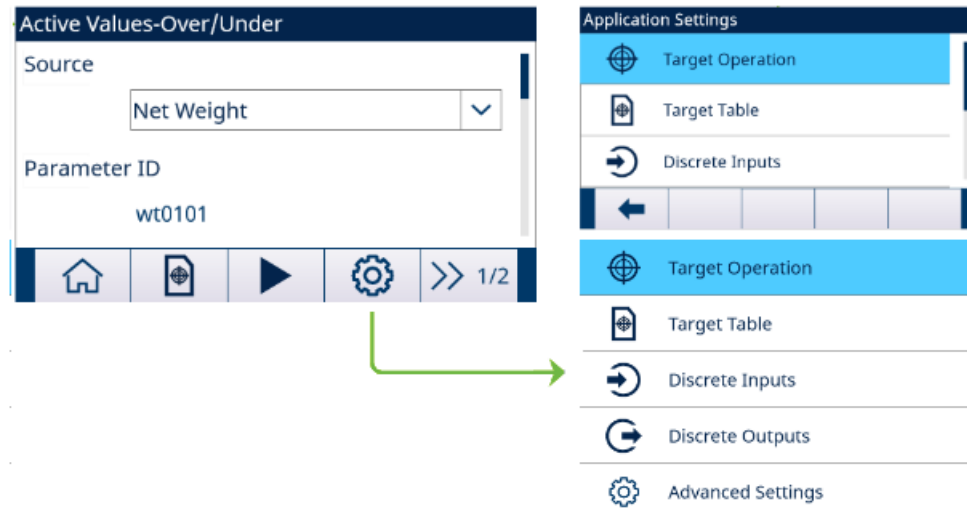 Active Values-Over/Under
Source
Net Weight
Parameter ID
wt0101
1/2
Application Settings
Target Operation
Target Table
Discrete Inputs
Target Operation
Target Table
Discrete Inputs
Discrete Outputs
Advanced Settings